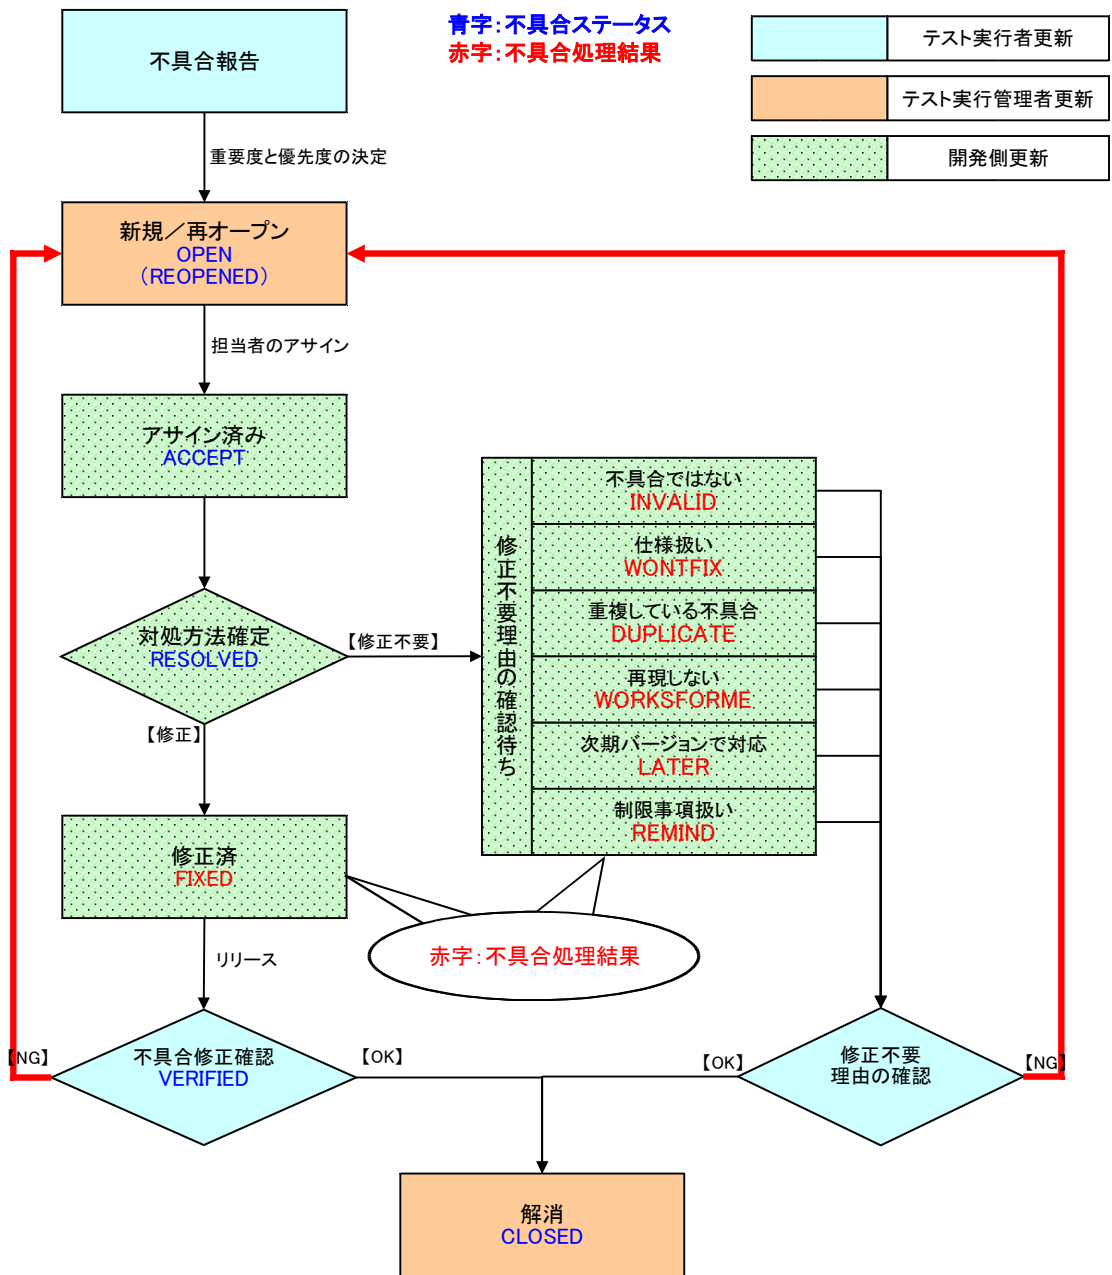 不具合報告
青字：不具合ステータス
赤字：不具合処理結果
テスト実行者更新
テスト実行管理者更新
開発側更新
重要度と優先度の決定
新規／再オープン
OPEN
（REOPENED）
担当者のアサイン
アサイン済み
ACCEPT
対処方法確定
RESOLVED
【修正不要】
【修正】
修正不要理由の確認待ち
不具合ではない
INVALID
仕様扱い
WONTFIX
重複している不具合
DUPLICATE
再現しない
WORKSFORME
次期バージョンで対応
LATER
制限事項扱い
REMIND
修正済
FIXED
赤字：不具合処理結果
リリース
【NG】
不具合修正確認
VERIFIED
【OK】
【OK】
修正不要
理由の確認
【NG】
解消
CLOSED